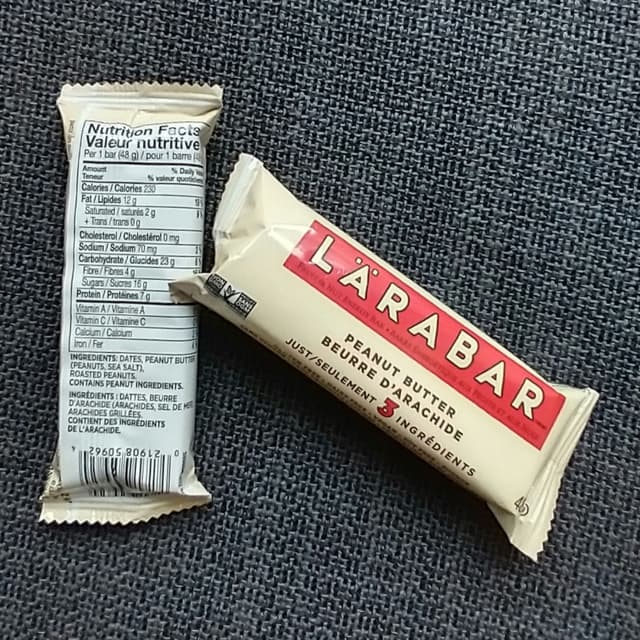 Nutrition Facts
Valeur nutritive
Per 1 bar (48 g) / pour 1 barre
Amount % Daily
Teneur % valeur
Calories / Calories 230
Fat / Lipides 12 g
Saturated / saturés 2 g
+ Trans / trans 0 g
Cholesterol / Cholestérol 0 mg
Sodium / Sodium 70 mg
Carbohydrate / Glucides 23 g
Fibre / Fibres 4 g
Sugars / Sucres 16 g
Protein / Protéines 7 g
Vitamin A / Vitamine A
Vitamin C / Vitamine C
Calcium / Calcium
Iron / Fer
INGREDIENTS: DATES, PEANUT BUTTER
(PEANUTS, SEA SALT),
ROASTED PEANUTS.
CONTAINS PEANUT INGREDIENTS.
INGRÉDIENTS : DATTES, BEURRE
D'ARACHIDE (ARACHIDES, SEL DE MER),
ARACHIDES GRILLÉES.
CONTIENT DES INGRÉDIENTS
DE L'ARACHIDE.
0 21908 50962 4
LÄRABAR
PEANUT BUTTER
BEURRE D'ARACHIDE
JUST/SEULEMENT 3 INGRÉDIENTS